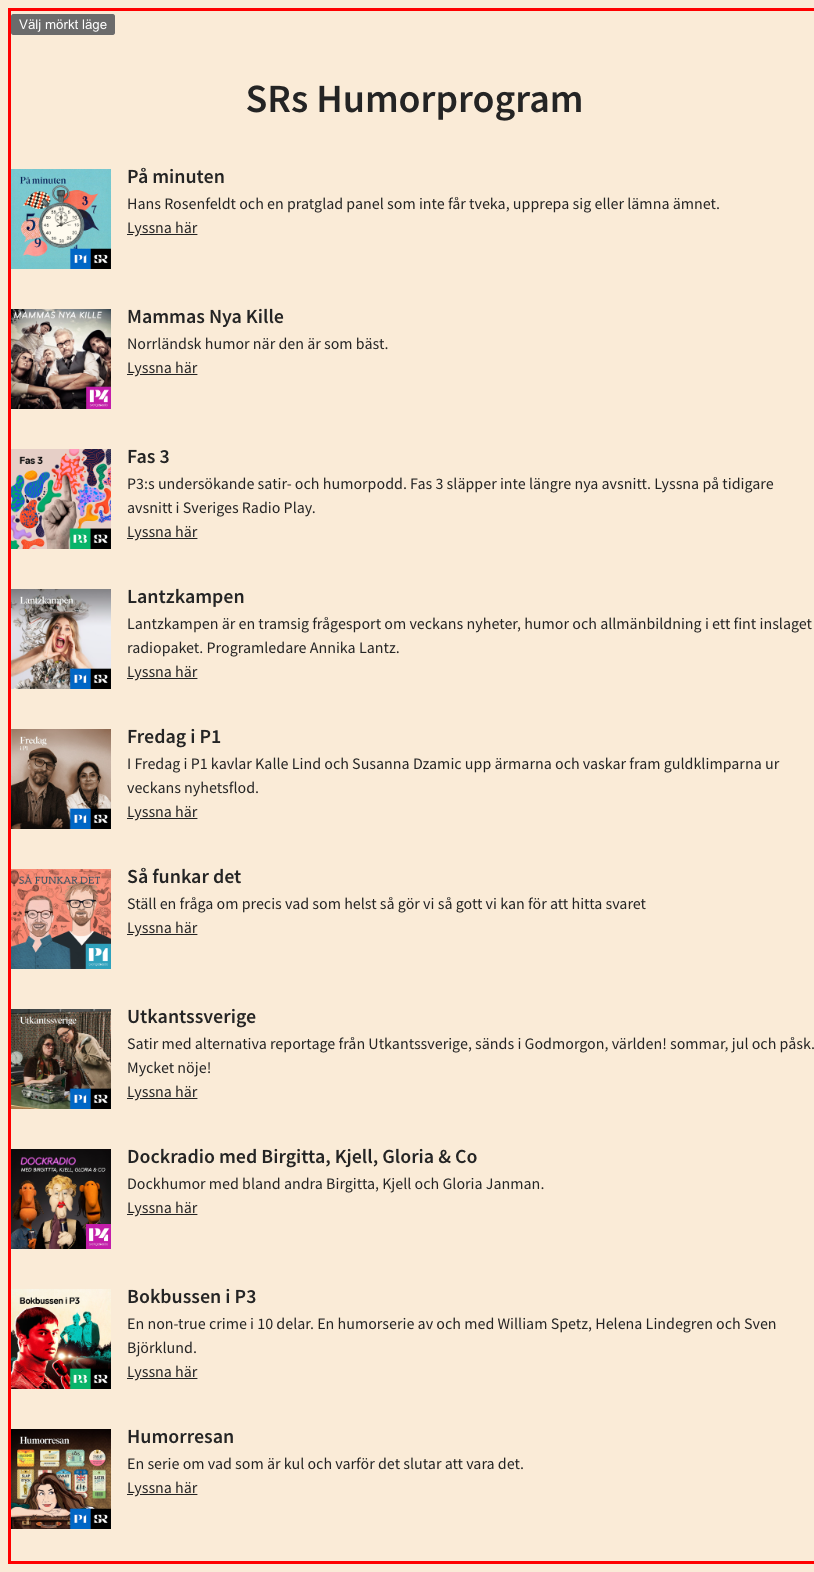 Välj mörkt läge
SRs Humorprogram
På minuten
5
3
7
9
P1 SR
På minuten
Hans Rosenfeldt och en pratglad panel som inte får tveka, upprepa sig eller lämna ämnet.
Lyssna här
MAMMAS NYA KILLE
P4
Mammas Nya Kille
Norrländsk humor när den är som bäst.
Lyssna här
Fas 3
P3 SR
Fas 3
P3:s undersökande satir- och humorpodd. Fas 3 släpper inte längre nya avsnitt. Lyssna på tidigare
avsnitt i Sveriges Radio Play.
Lyssna här
Lantzkampen
P1 SR
Lantzkampen
Lantzkampen är en tramsig frågesport om veckans nyheter, humor och allmänbildning i ett fint inslaget
radiopaket. Programledare Annika Lantz.
Lyssna här
Fredag
i P1
P1 SR
Fredag i P1
I Fredag i P1 kavlar Kalle Lind och Susanna Dzamic upp ärmarna och vaskar fram guldklimparna ur
veckans nyhetsflod.
Lyssna här
SÅ FUNKAR DET
P1
Så funkar det
Ställ en fråga om precis vad som helst så gör vi så gott vi kan för att hitta svaret
Lyssna här
Utkantssverige
P1 SR
Utkantssverige
Satir med alternativa reportage från Utkantssverige, sänds i Godmorgon, världen! sommar, jul och påsk.
Mycket nöje!
Lyssna här
DOCKRADIO
MED BIRGITTA, KJELL, GLORIA & CO
P4
Dockradio med Birgitta, Kjell, Gloria & Co
Dockhumor med bland andra Birgitta, Kjell och Gloria Janman.
Lyssna här
Bokbussen i P3
P3 SR
Bokbussen i P3
En non-true crime i 10 delar. En humorserie av och med William Spetz, Helena Lindegren och Sven
Björklund.
Lyssna här
Humorresan
P1 SR
Humorresan
En serie om vad som är kul och varför det slutar att vara det.
Lyssna här